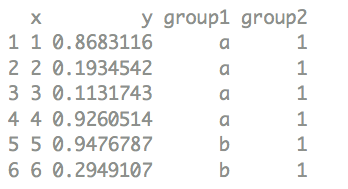 x y group1 group2
1 1 0.8683116 a 1
2 2 0.1934542 a 1
3 3 0.1131743 a 1
4 4 0.9260514 a 1
5 5 0.9476787 b 1
6 6 0.2949107 b 1